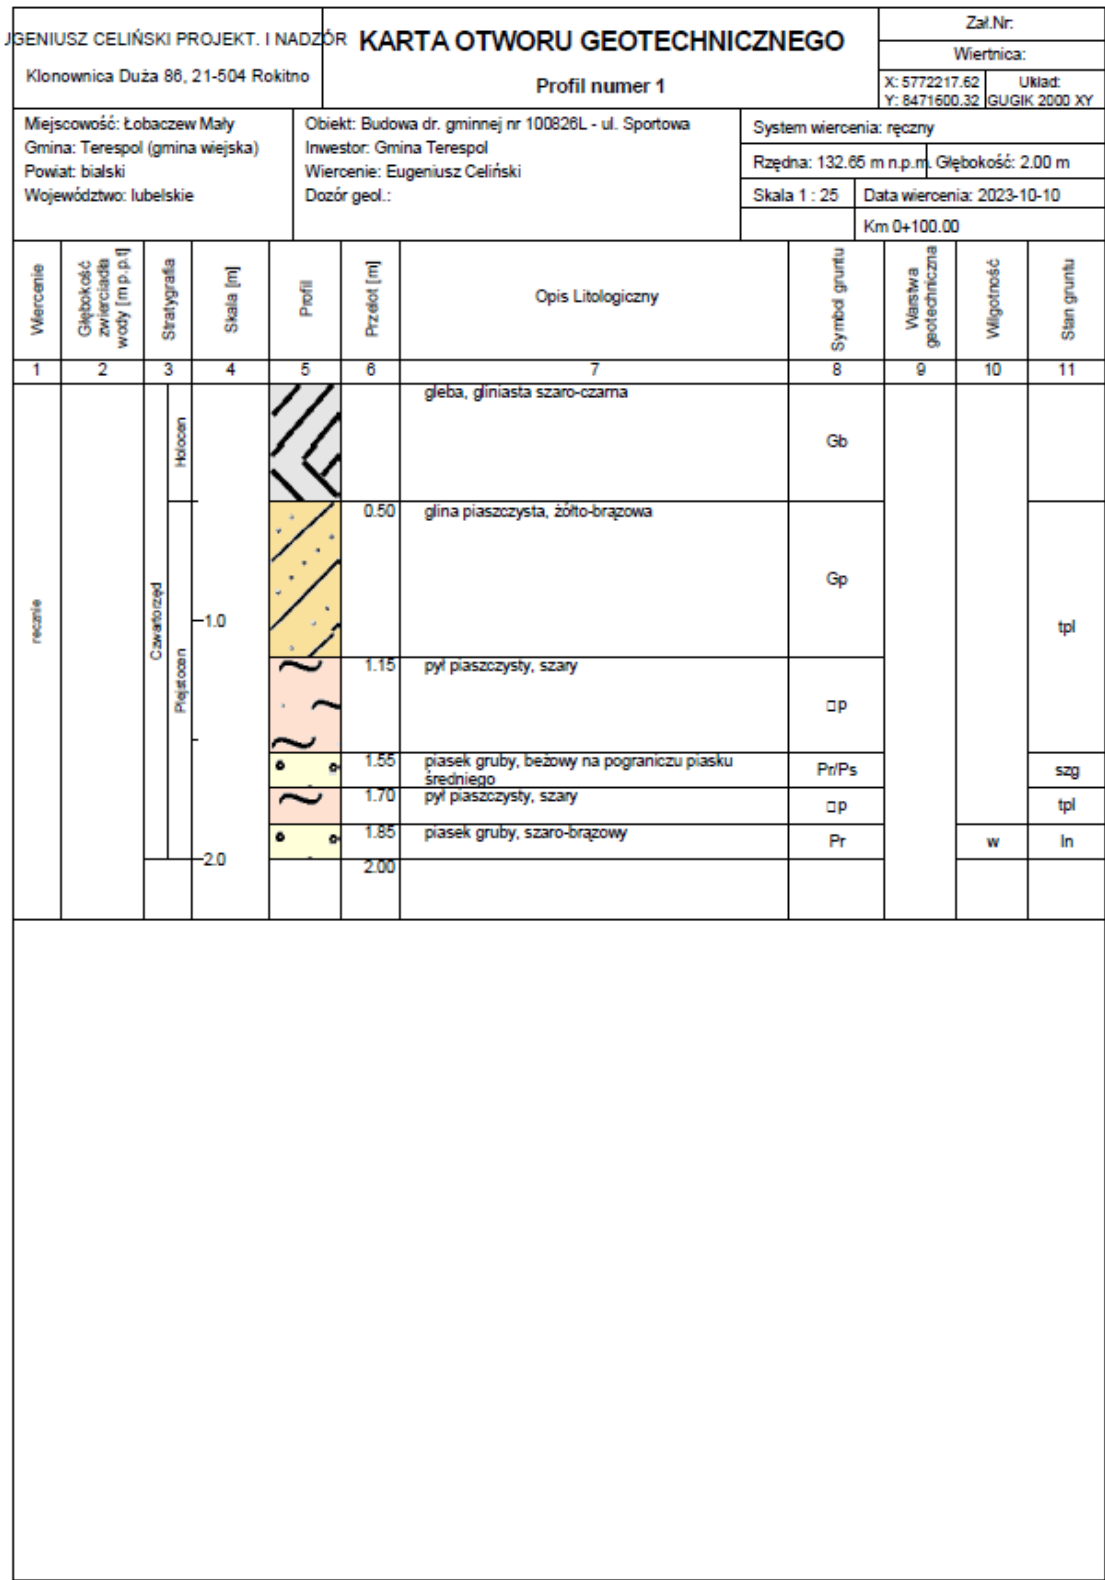 JGENIUSZ CELIŃSKI PROJEKT. I NADZÓR
Klonownica Duża 86, 21-504 Rokitno
KARTA OTWORU GEOTECHNICZNEGO
Profil numer 1
Zał.Nr:
Wiertnica:
X: 5772217.62
Y: 8471600.32
Układ:
GUGIK 2000 XY
Miejscowość: Łobaczew Mały
Gmina: Terespol (gmina wiejska)
Powiat: bialski
Województwo: lubelskie
Obiekt: Budowa dr. gminnej nr 100826L - ul. Sportowa
Inwestor: Gmina Terespol
Wiercenie: Eugeniusz Celiński
Dozór geol.:
System wiercenia: ręczny
Rzędna: 132.65 m n.p.m. Głębokość: 2.00 m
Skala 1 : 25 Data wiercenia: 2023-10-10
Km 0+100.00
Wiercenie
Głębokość
zwierciadła
wody [m p.p.t]
Stratygrafia
Skala [m]
Profil
Przelot [m]
Opis Litologiczny
Symbol gruntu
Warstwa
geotechniczna
Wilgotność
Stan gruntu
1 2 3 4 5 6 7 8 9 10 11
ręcznie
Czwartorzęd
Holocen
Plejstocen
1.0
2.0
gleba, gliniasta szaro-czarna
Gb
0.50 glina piaszczysta, żółto-brązowa
Gp
tpl
1.15 pył piaszczysty, szary
□p
1.55 piasek gruby, beżowy na pograniczu piasku
średniego
Pr/Ps szg
1.70 pył piaszczysty, szary
□p tpl
1.85 piasek gruby, szaro-brązowy
Pr w ln
2.00